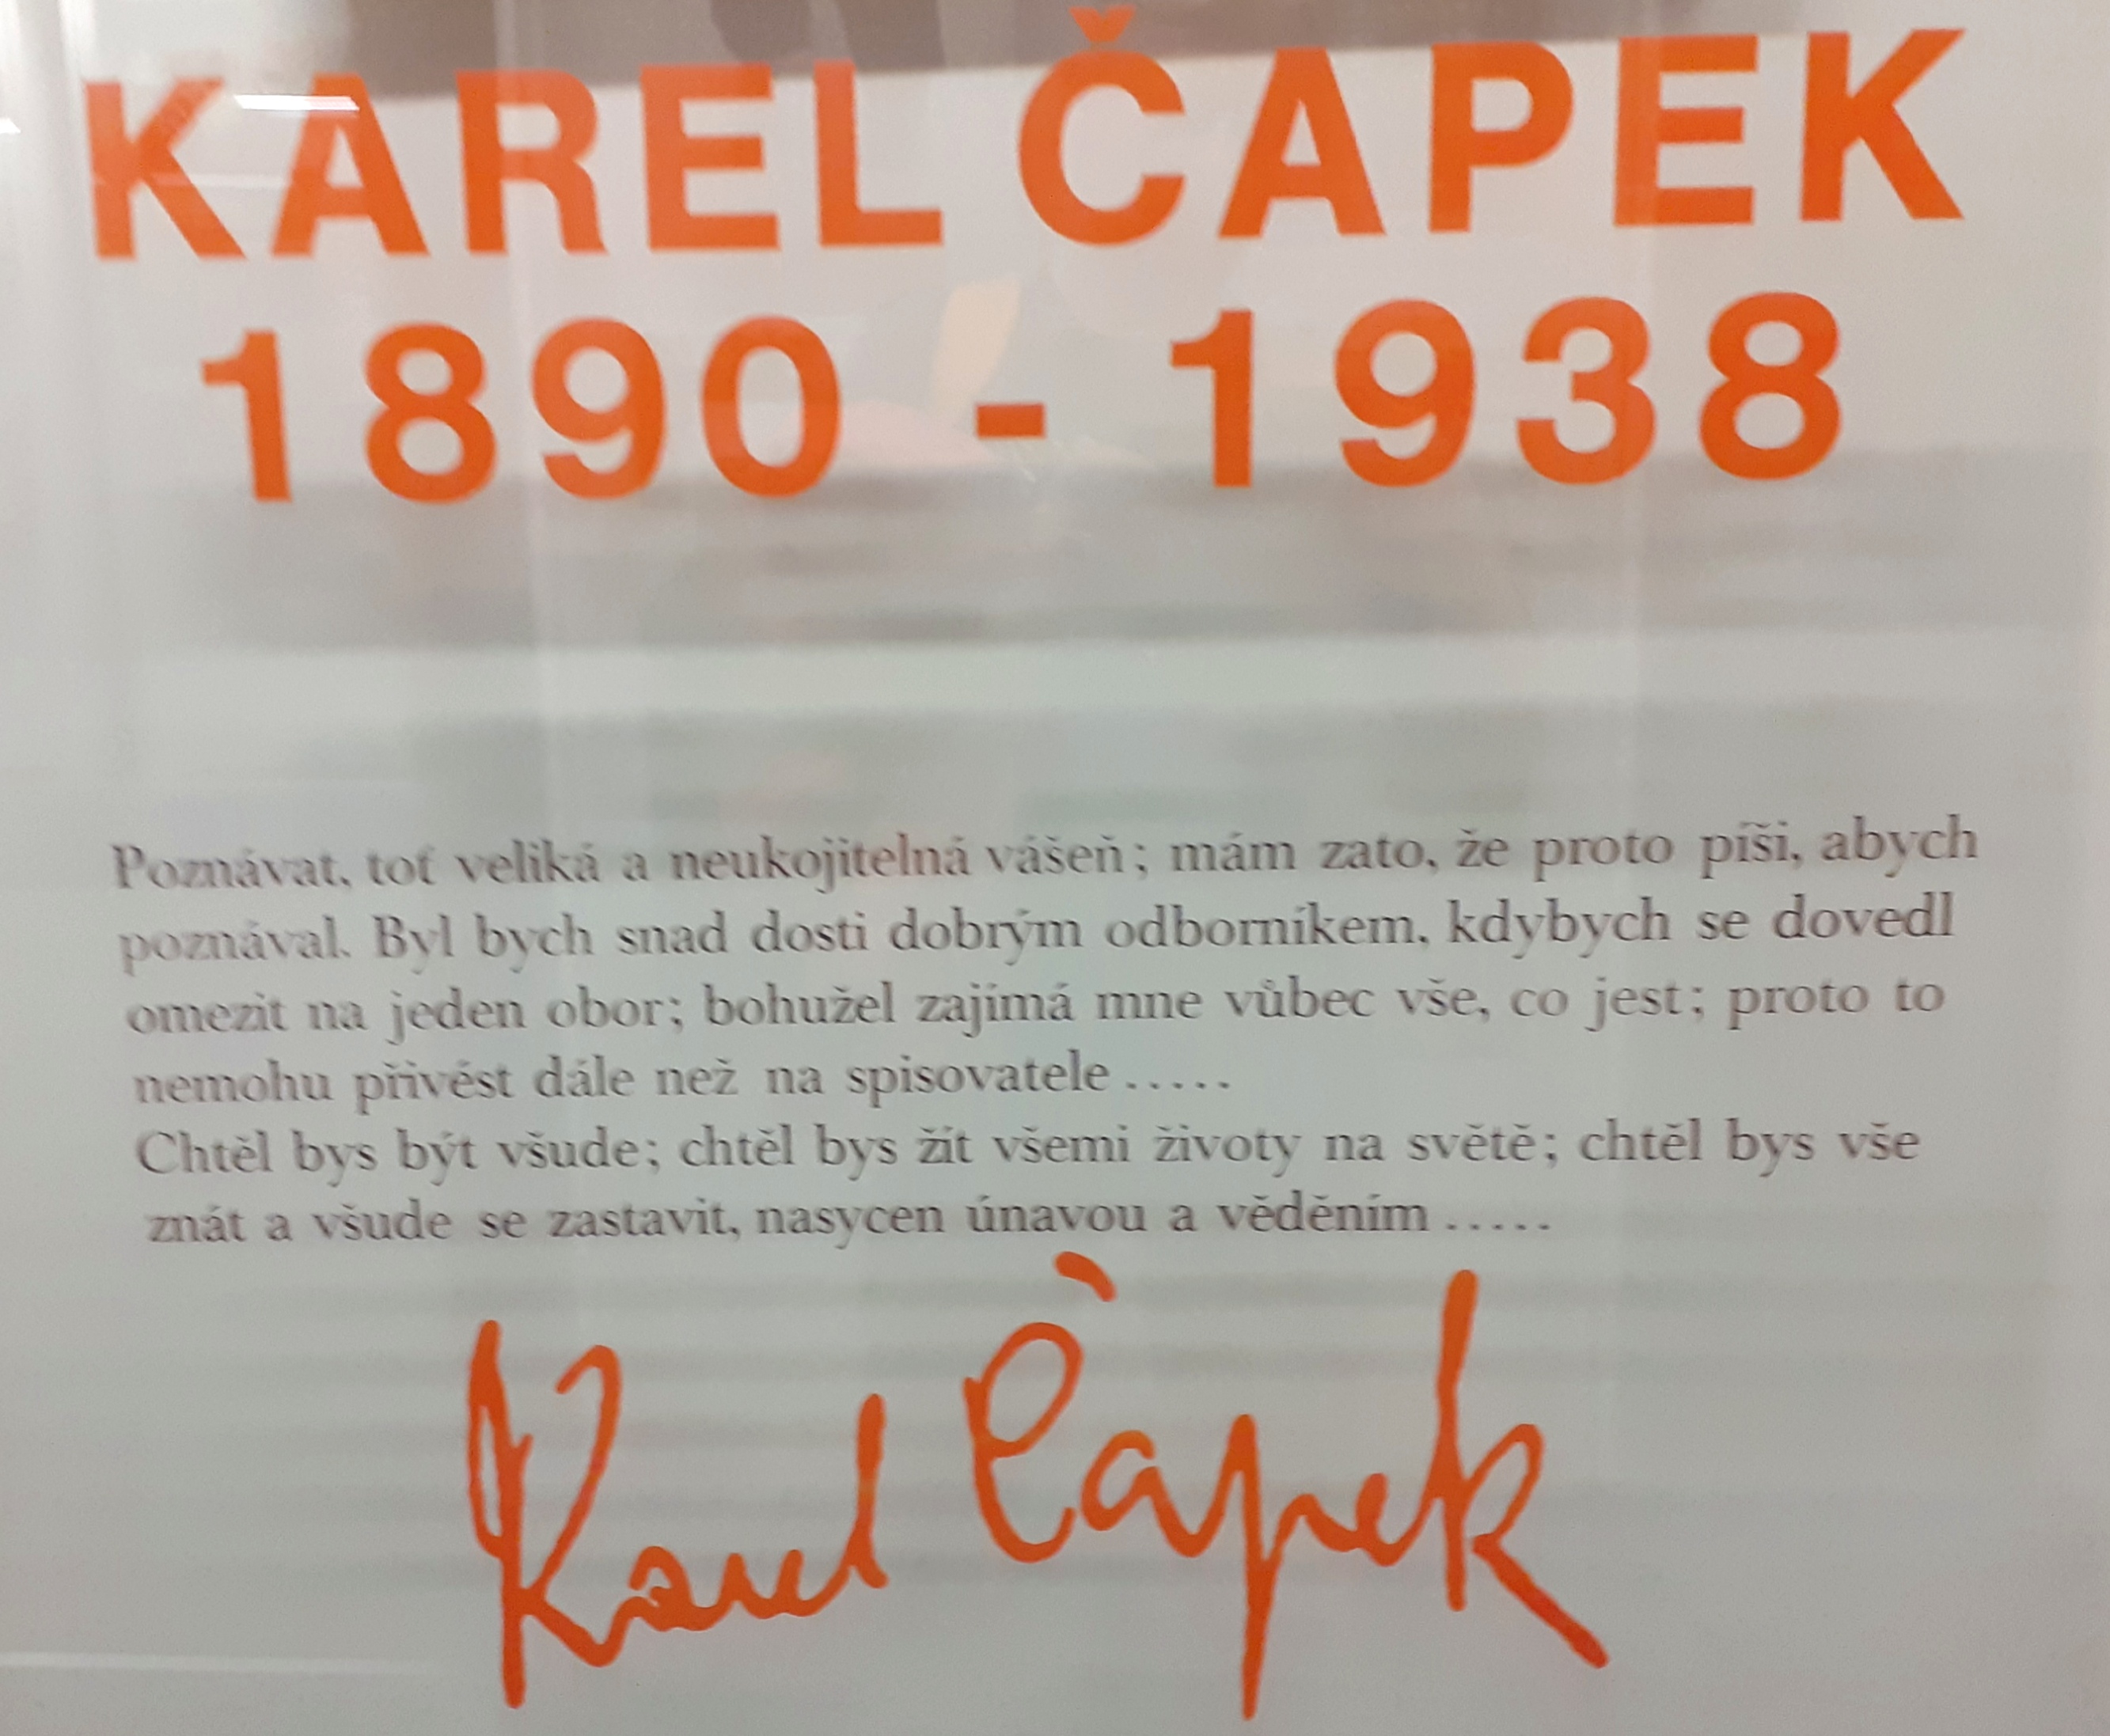 KAREL ČAPEK
1890 - 1938
Poznávat, toť veliká a neukojitelná vášeň; mám zato, že proto píši, abych
poznával. Byl bych snad dosti dobrým odborníkem, kdybych se dovedl
omezit na jeden obor; bohužel zajímá mne vůbec vše, co jest; proto to
nemohu přivést dále než na spisovatele.....
Chtěl bys být všude; chtěl bys žít všemi životy na světě; chtěl bys vše
znát a všude se zastavit, nasycen únavou a věděním.....
Karel Čapek